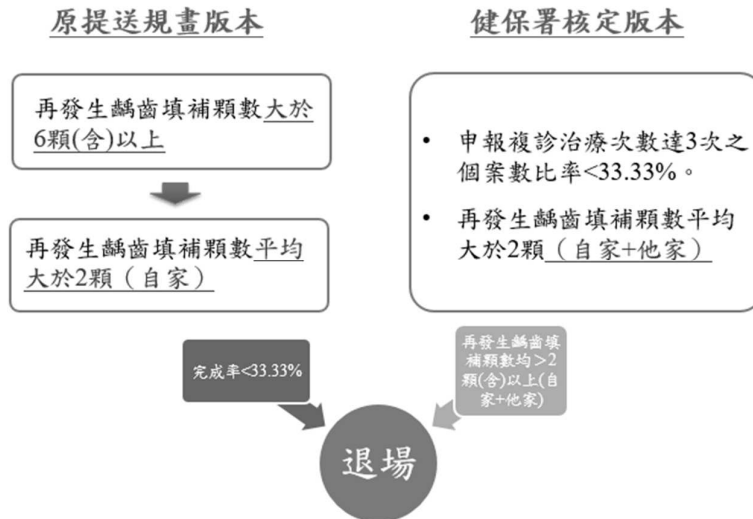 原提送規畫版本
再發生齲齒填補顆數大於
6顆(含)以上
再發生齲齒填補顆數平均
大於2顆（自家）
健保署核定版本
• 申報複診治療次數達3次之
個案數比率<33.33%。
• 再發生齲齒填補顆數平均
大於2顆（自家+他家）
完成率<33.33%
再發生齲齒填
補顆數均＞2
顆(含)以上(自
家+他家)
退場